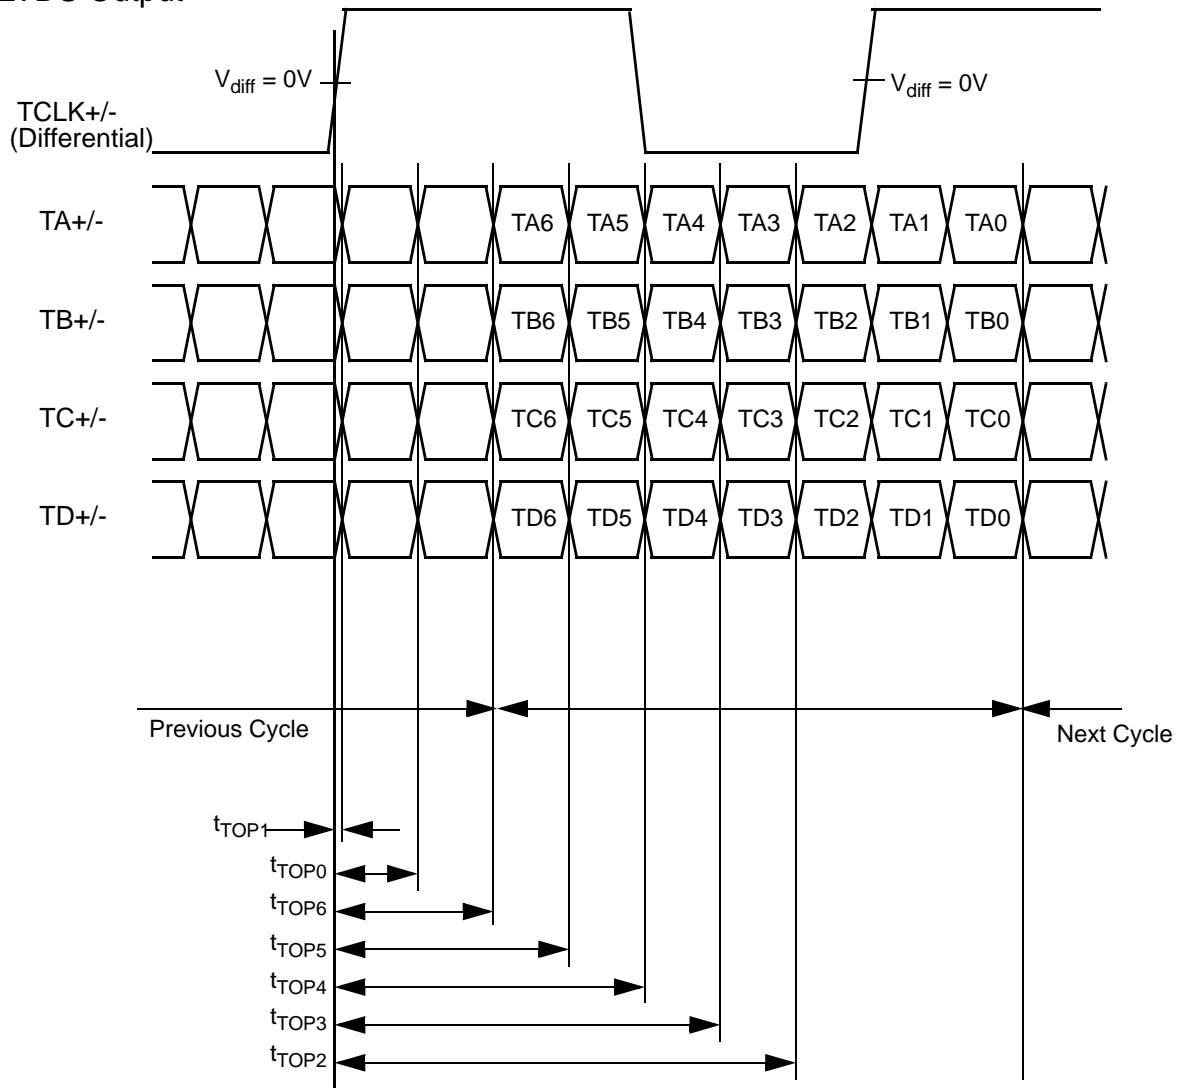 Output
V_diff = 0V
V_diff = 0V
TCLK+/-
(Differential)
TA+/-
TA6 TA5 TA4 TA3 TA2 TA1 TA0
TB+/-
TB6 TB5 TB4 TB3 TB2 TB1 TB0
TC+/-
TC6 TC5 TC4 TC3 TC2 TC1 TC0
TD+/-
TD6 TD5 TD4 TD3 TD2 TD1 TD0
Previous Cycle
Next Cycle
t_TOP1
t_TOP0
t_TOP6
t_TOP5
t_TOP4
t_TOP3
t_TOP2